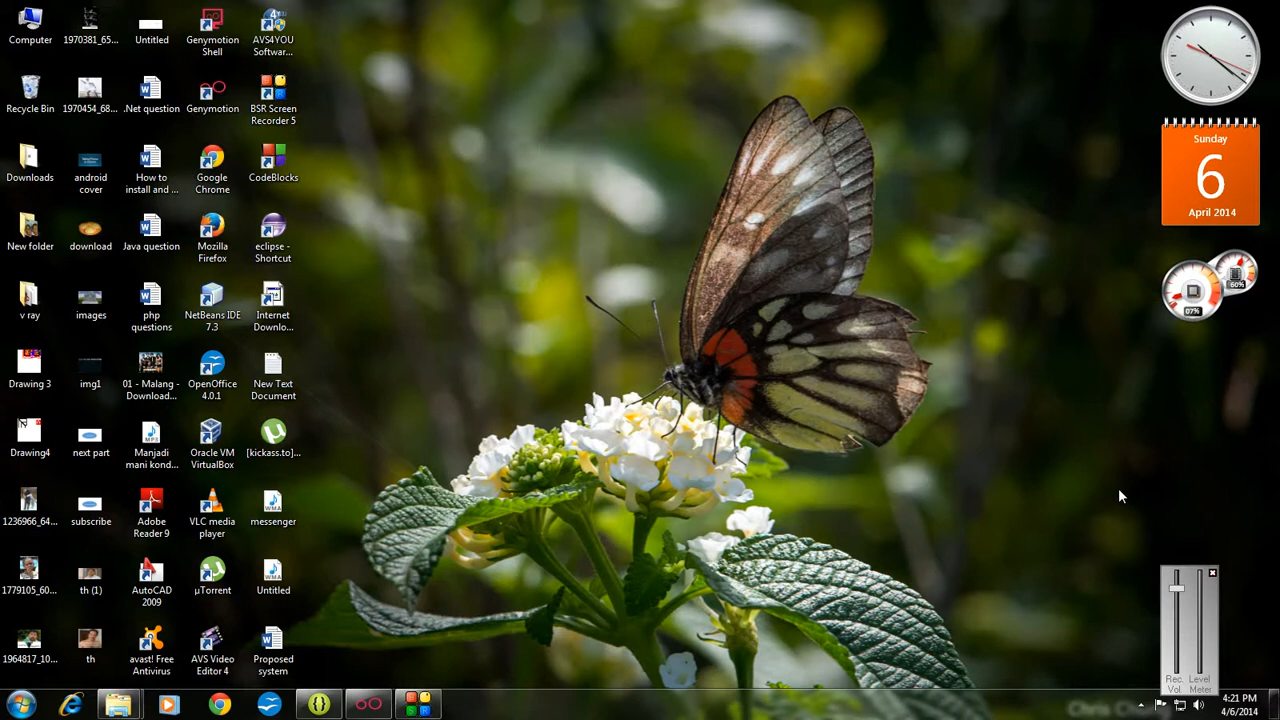 Computer
1970381_65...
Untitled
Genymotion
Shell
AVS4YOU
Softwar...
Recycle Bin
1970454_68...
.Net question
Genymotion
BSR Screen
Recorder 5
Downloads
android
cover
How to
install and ...
Google
Chrome
CodeBlocks
New folder
download
Java question
Mozilla
Firefox
eclipse -
Shortcut
v ray
images
php
questions
NetBeans IDE
7.3
Internet
Downlo...
Drawing 3
img1
01 - Malang -
Download...
OpenOffice
4.0.1
New Text
Document
Drawing4
next part
Manjadi
mani kond...
Oracle VM
VirtualBox
[kickass.to]...
1236966_64...
subscribe
Adobe
Reader 9
VLC media
player
messenger
1779105_60...
th (1)
AutoCAD
2009
µTorrent
Untitled
1964817_10...
th
avast! Free
Antivirus
AVS Video
Editor 4
Proposed
system
Sunday
6
April 2014
60%
07%
Rec. Level
Vol. Meter
Chris
4:21 PM
4/6/2014